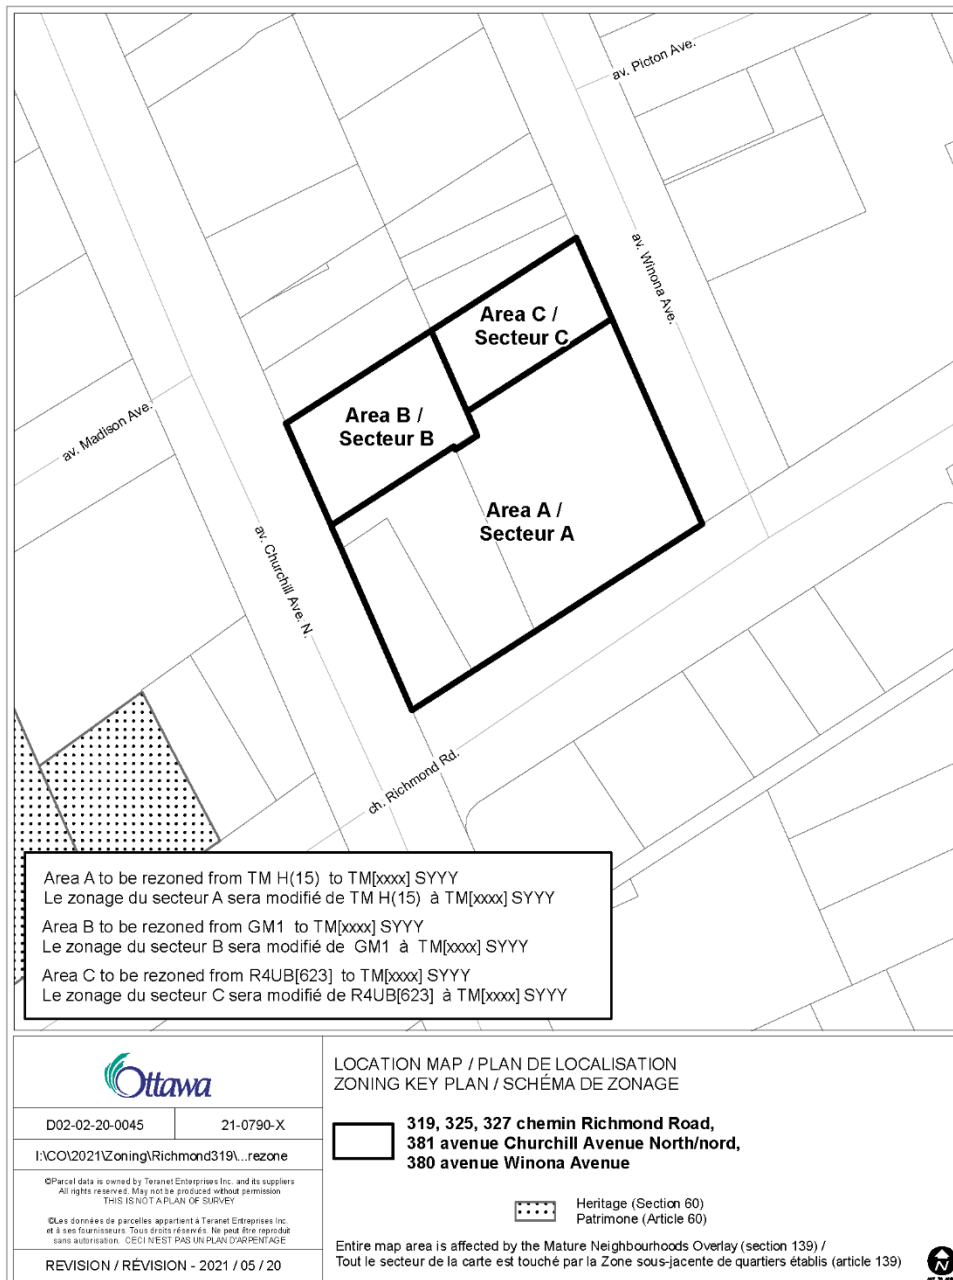 av. Picton Ave.
av. Winona Ave.
Area C /
Secteur C
Area B /
Secteur B
av. Madison Ave.
Area A /
Secteur A
av. Churchill Ave. N.
ch. Richmond Rd.
Area A to be rezoned from TM H(15) to TM[xxxx] SYYY
Le zonage du secteur A sera modifié de TM H(15) à TM[xxxx] SYYY
Area B to be rezoned from GM1 to TM[xxxx] SYYY
Le zonage du secteur B sera modifié de GM1 à TM[xxxx] SYYY
Area C to be rezoned from R4UB[623] to TM[xxxx] SYYY
Le zonage du secteur C sera modifié de R4UB[623] à TM[xxxx] SYYY
Ottawa
D02-02-20-0045
21-0790-X
I:\CO\2021\Zoning\Richmond319\...rezone
©Parcel data is owned by Teranet Enterprises Inc. and its suppliers
All rights reserved. May not be produced without permission
THIS IS NOT A PLAN OF SURVEY
©Les données de parcelles appartient à Teranet Entreprises Inc.
et à ses fournisseurs. Tous droits réservés. Ne peut être reproduit
sans autorisation. CECI N'EST PAS UN PLAN D'ARPENTAGE
REVISION / RÉVISION - 2021 / 05 / 20
LOCATION MAP / PLAN DE LOCALISATION
ZONING KEY PLAN / SCHÉMA DE ZONAGE
319, 325, 327 chemin Richmond Road,
381 avenue Churchill Avenue North/nord,
380 avenue Winona Avenue
Heritage (Section 60)
Patrimone (Article 60)
Entire map area is affected by the Mature Neighbourhoods Overlay (section 139) /
Tout le secteur de la carte est touché par la Zone sous-jacente de quartiers établis (article 139)
N